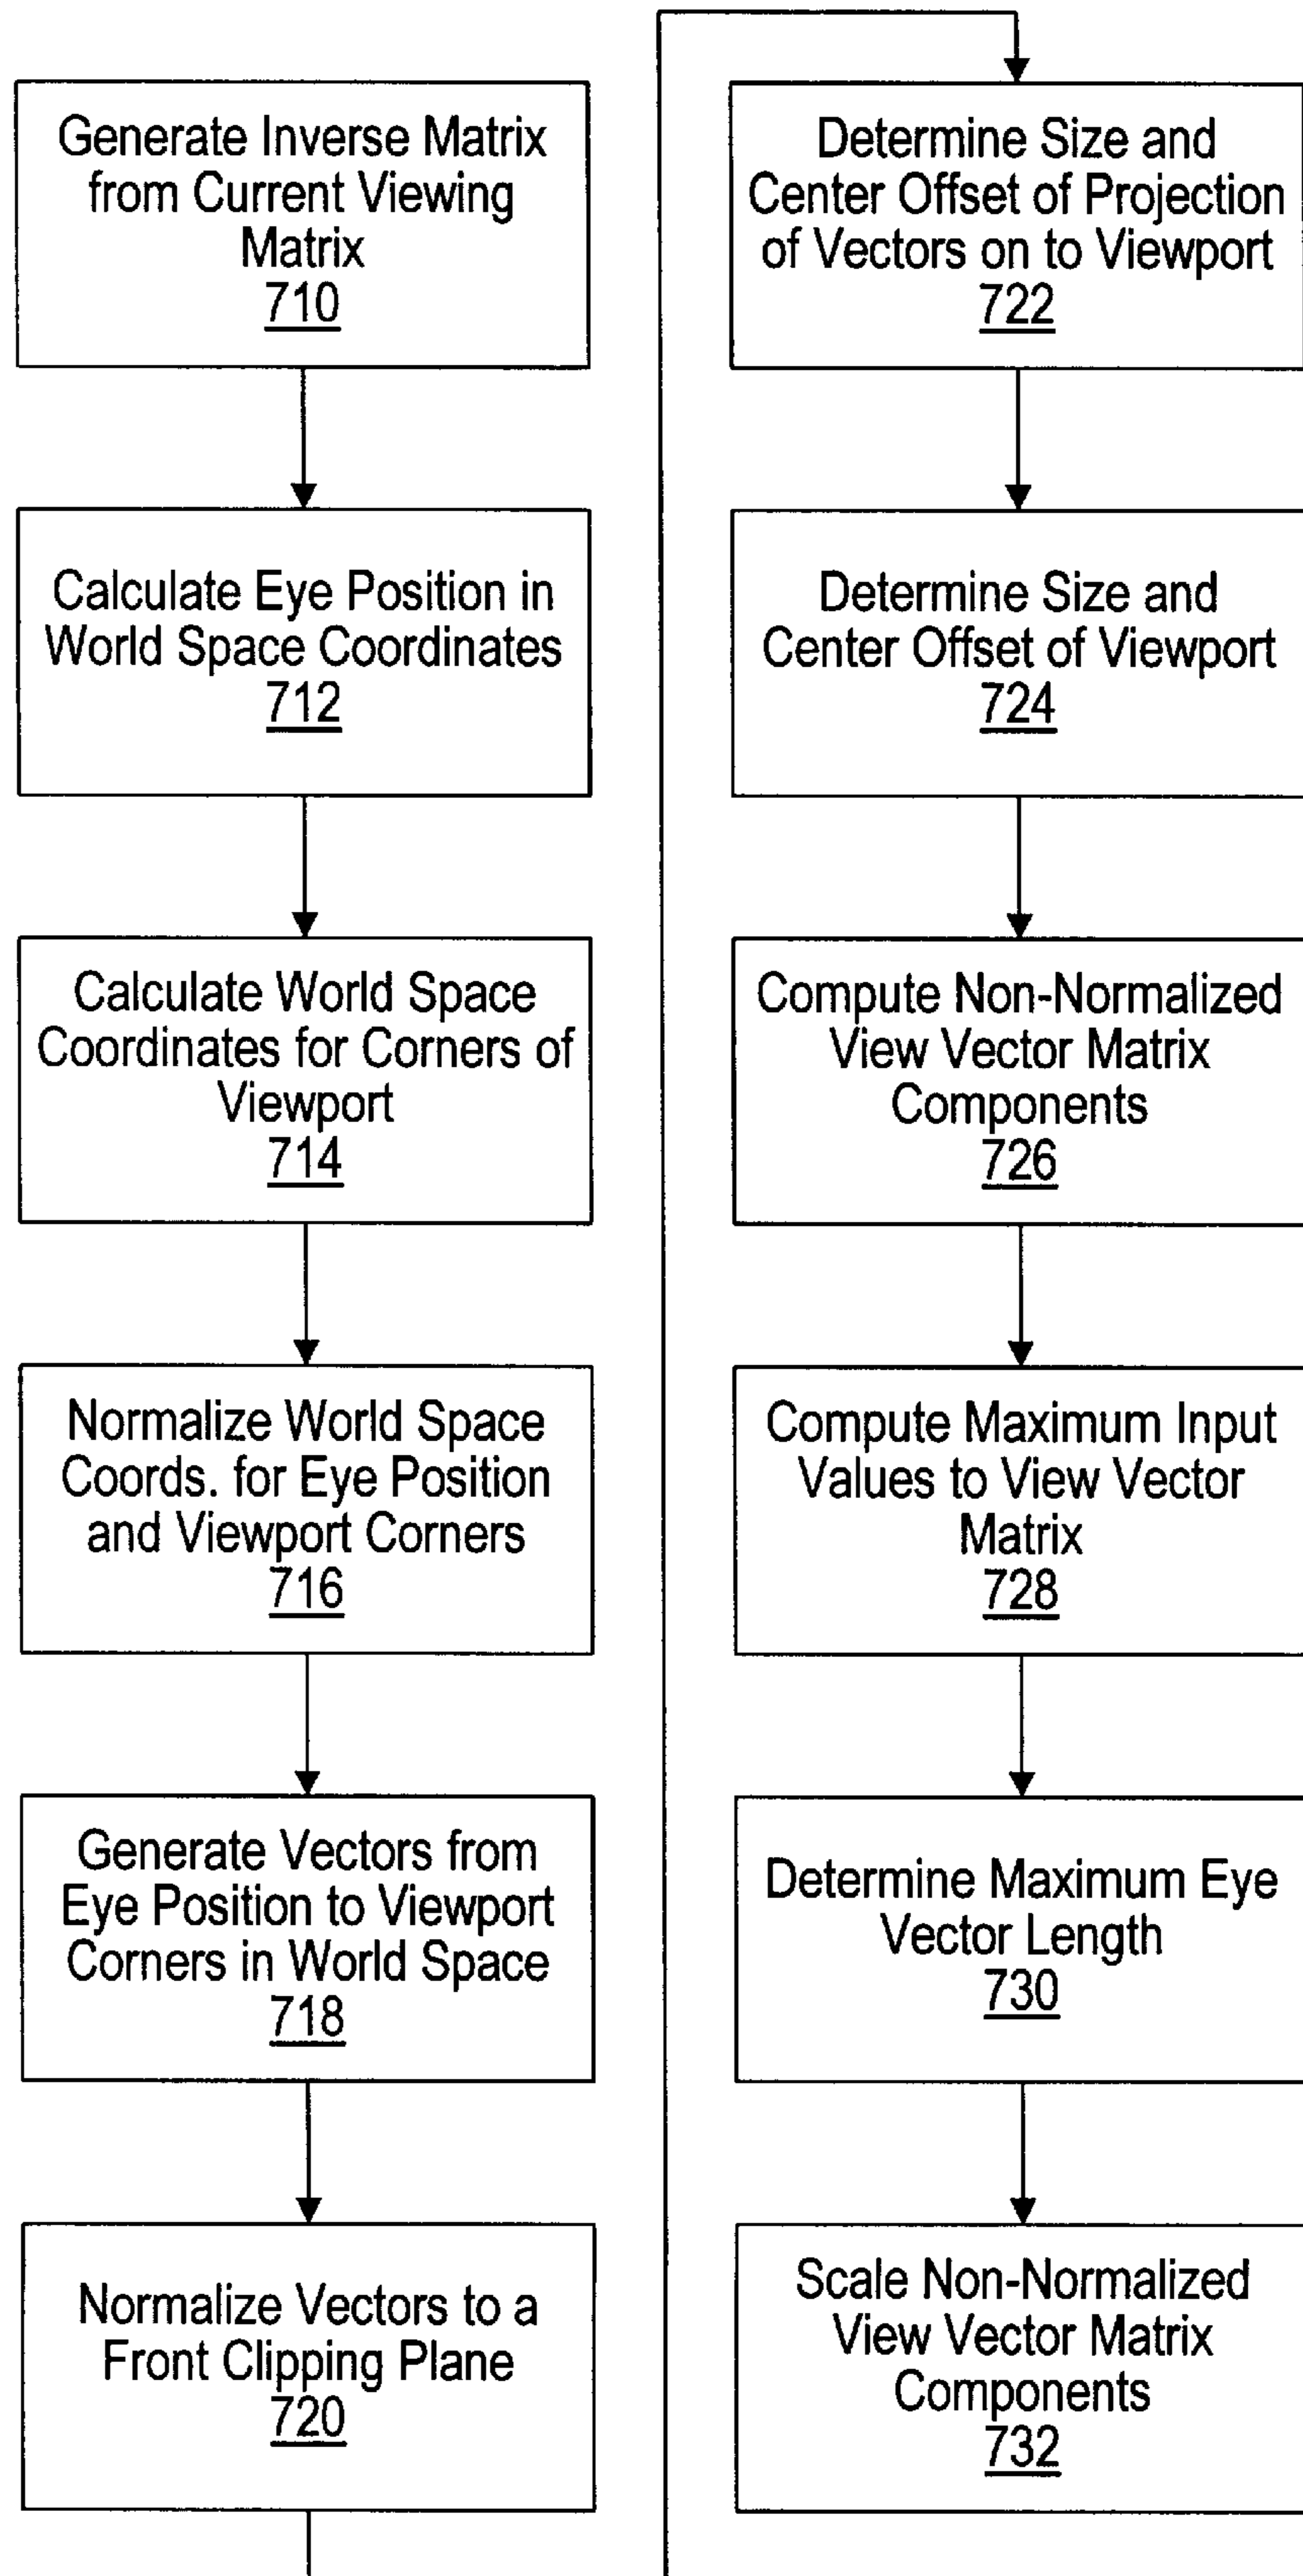 Generate Inverse Matrix
from Current Viewing
Matrix
710
Calculate Eye Position in
World Space Coordinates
712
Calculate World Space
Coordinates for Corners of
Viewport
714
Normalize World Space
Coords. for Eye Position
and Viewport Corners
716
Generate Vectors from
Eye Position to Viewport
Corners in World Space
718
Normalize Vectors to a
Front Clipping Plane
720
Determine Size and
Center Offset of Projection
of Vectors on to Viewport
722
Determine Size and
Center Offset of Viewport
724
Compute Non-Normalized
View Vector Matrix
Components
726
Compute Maximum Input
Values to View Vector
Matrix
728
Determine Maximum Eye
Vector Length
730
Scale Non-Normalized
View Vector Matrix
Components
732